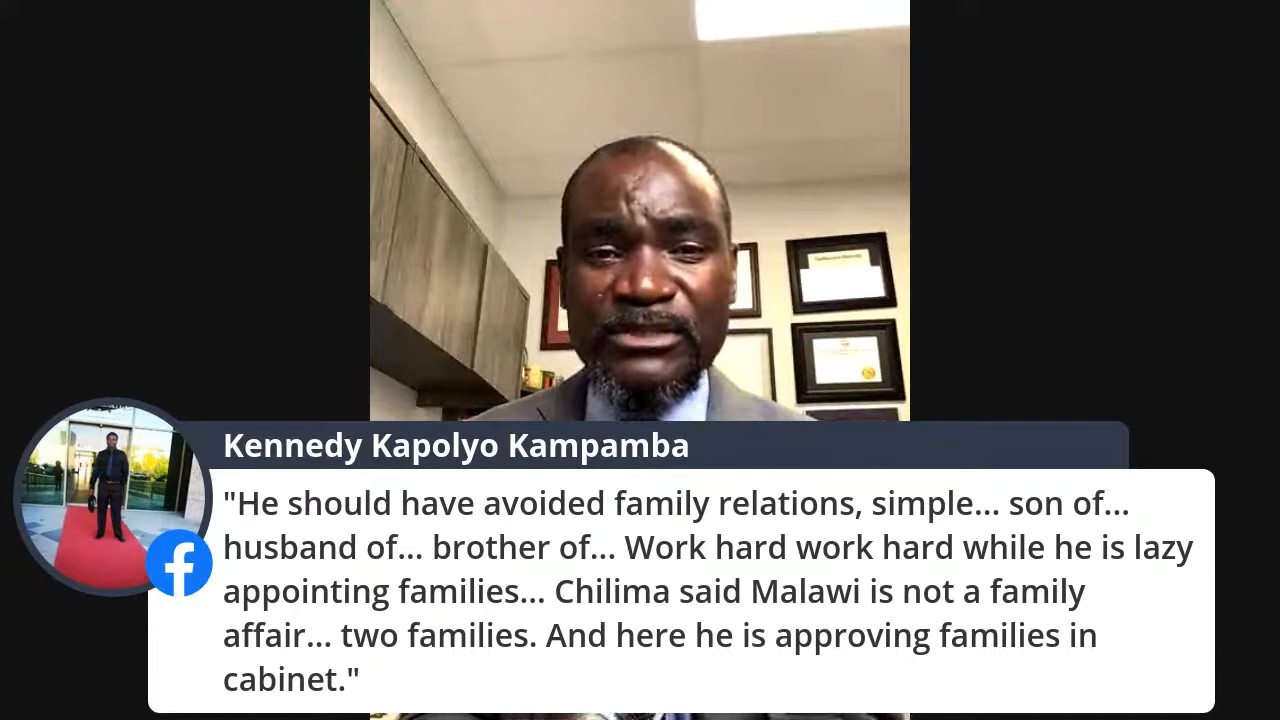 Kennedy Kapolyo Kampamba
"He should have avoided family relations, simple... son of...
husband of... brother of... Work hard work hard while he is lazy
appointing families... Chilima said Malawi is not a family
affair... two families. And here he is approving families in
cabinet."